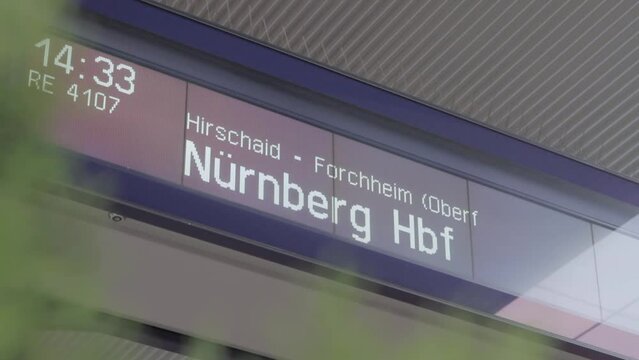 14:33
RE 4107
Hirschaid - Forchheim (Oberf
Nürnberg Hbf